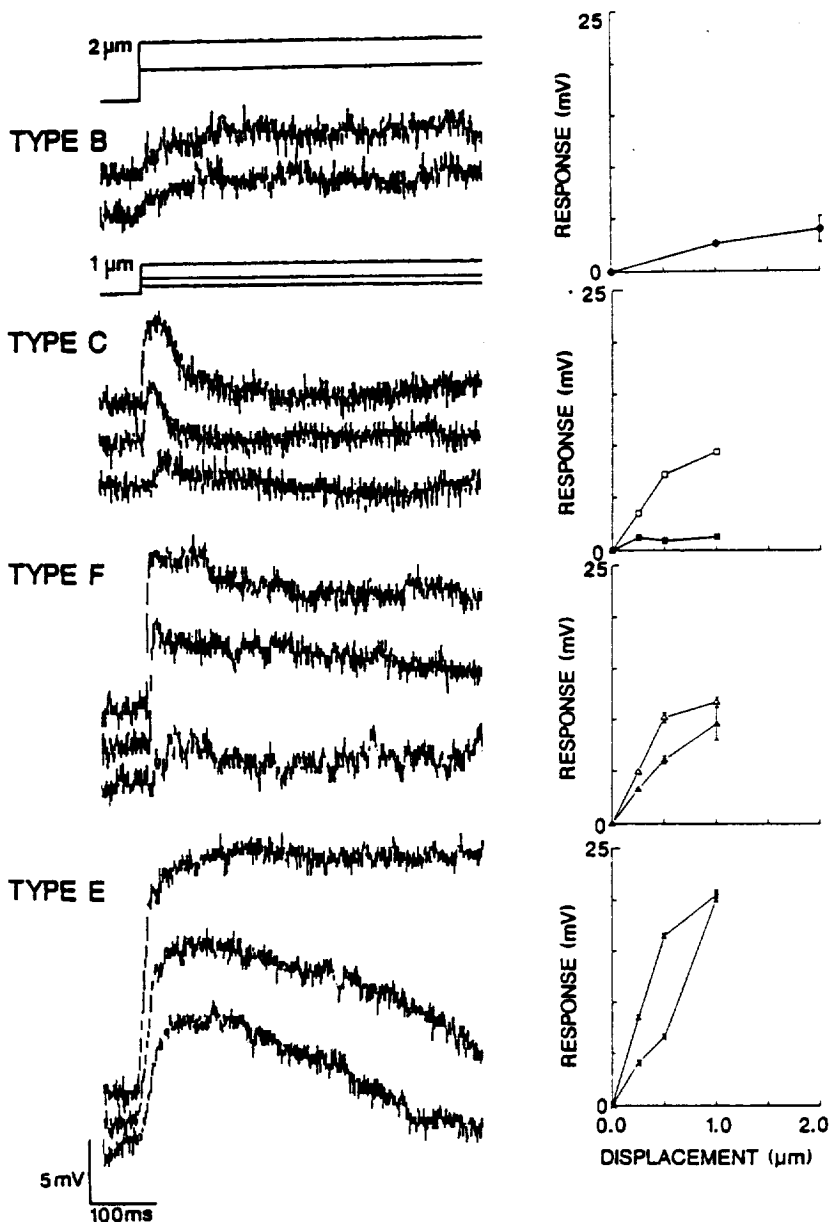 2 µm
TYPE B
1 µm
TYPE C
TYPE F
TYPE E
5 mV
100ms
25
RESPONSE (mV)
0
25
RESPONSE (mV)
0
25
RESPONSE (mV)
0
25
RESPONSE (mV)
0
0.0 1.0 2.0
DISPLACEMENT (µm)